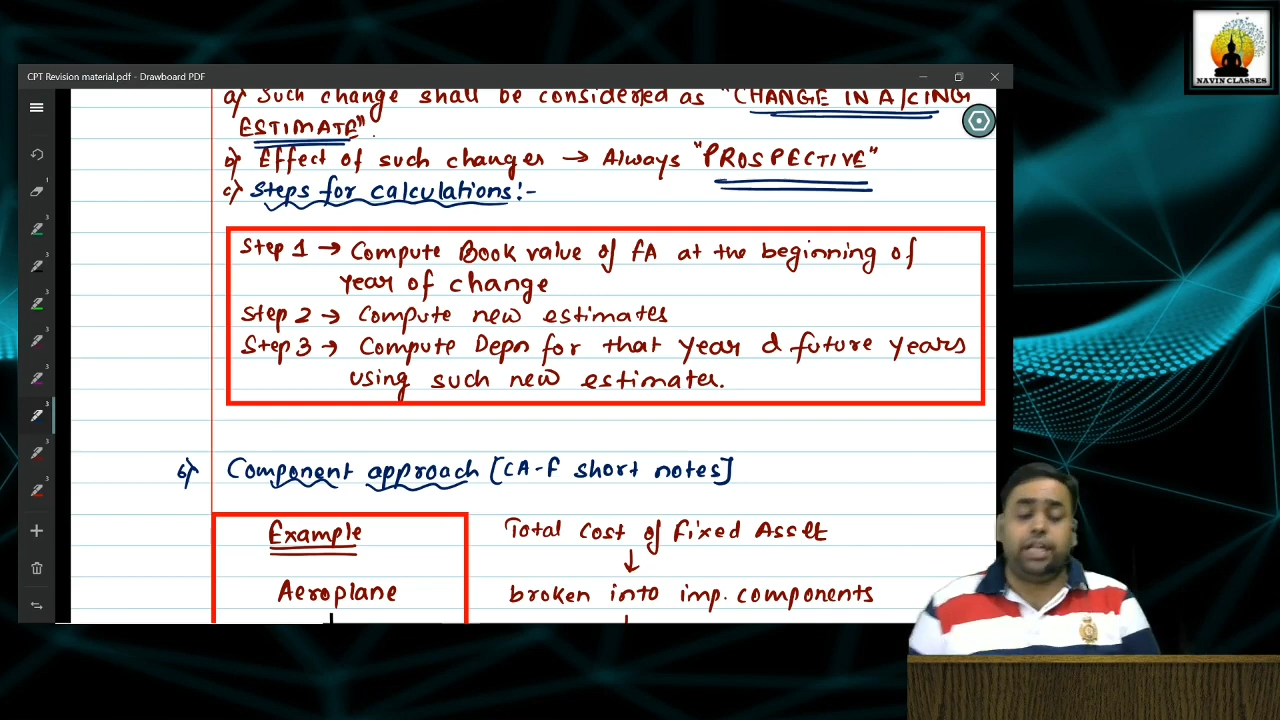 NAVIN CLASSES
CPT Revision material.pdf - Drawboard PDF
a) Such change shall be considered as "CHANGE IN A/CING
ESTIMATE".
b) Effect of such changes → Always "PROSPECTIVE"
c) Steps for calculations:-
Step 1 → Compute Book value of FA at the beginning of
year of change
Step 2 → Compute new estimates
Step 3 → Compute Depn for that year & future years
using such new estimates.
6) Component approach [CA-F short notes]
Example
Total cost of Fixed Asset
↓
Aeroplane
broken into imp. components